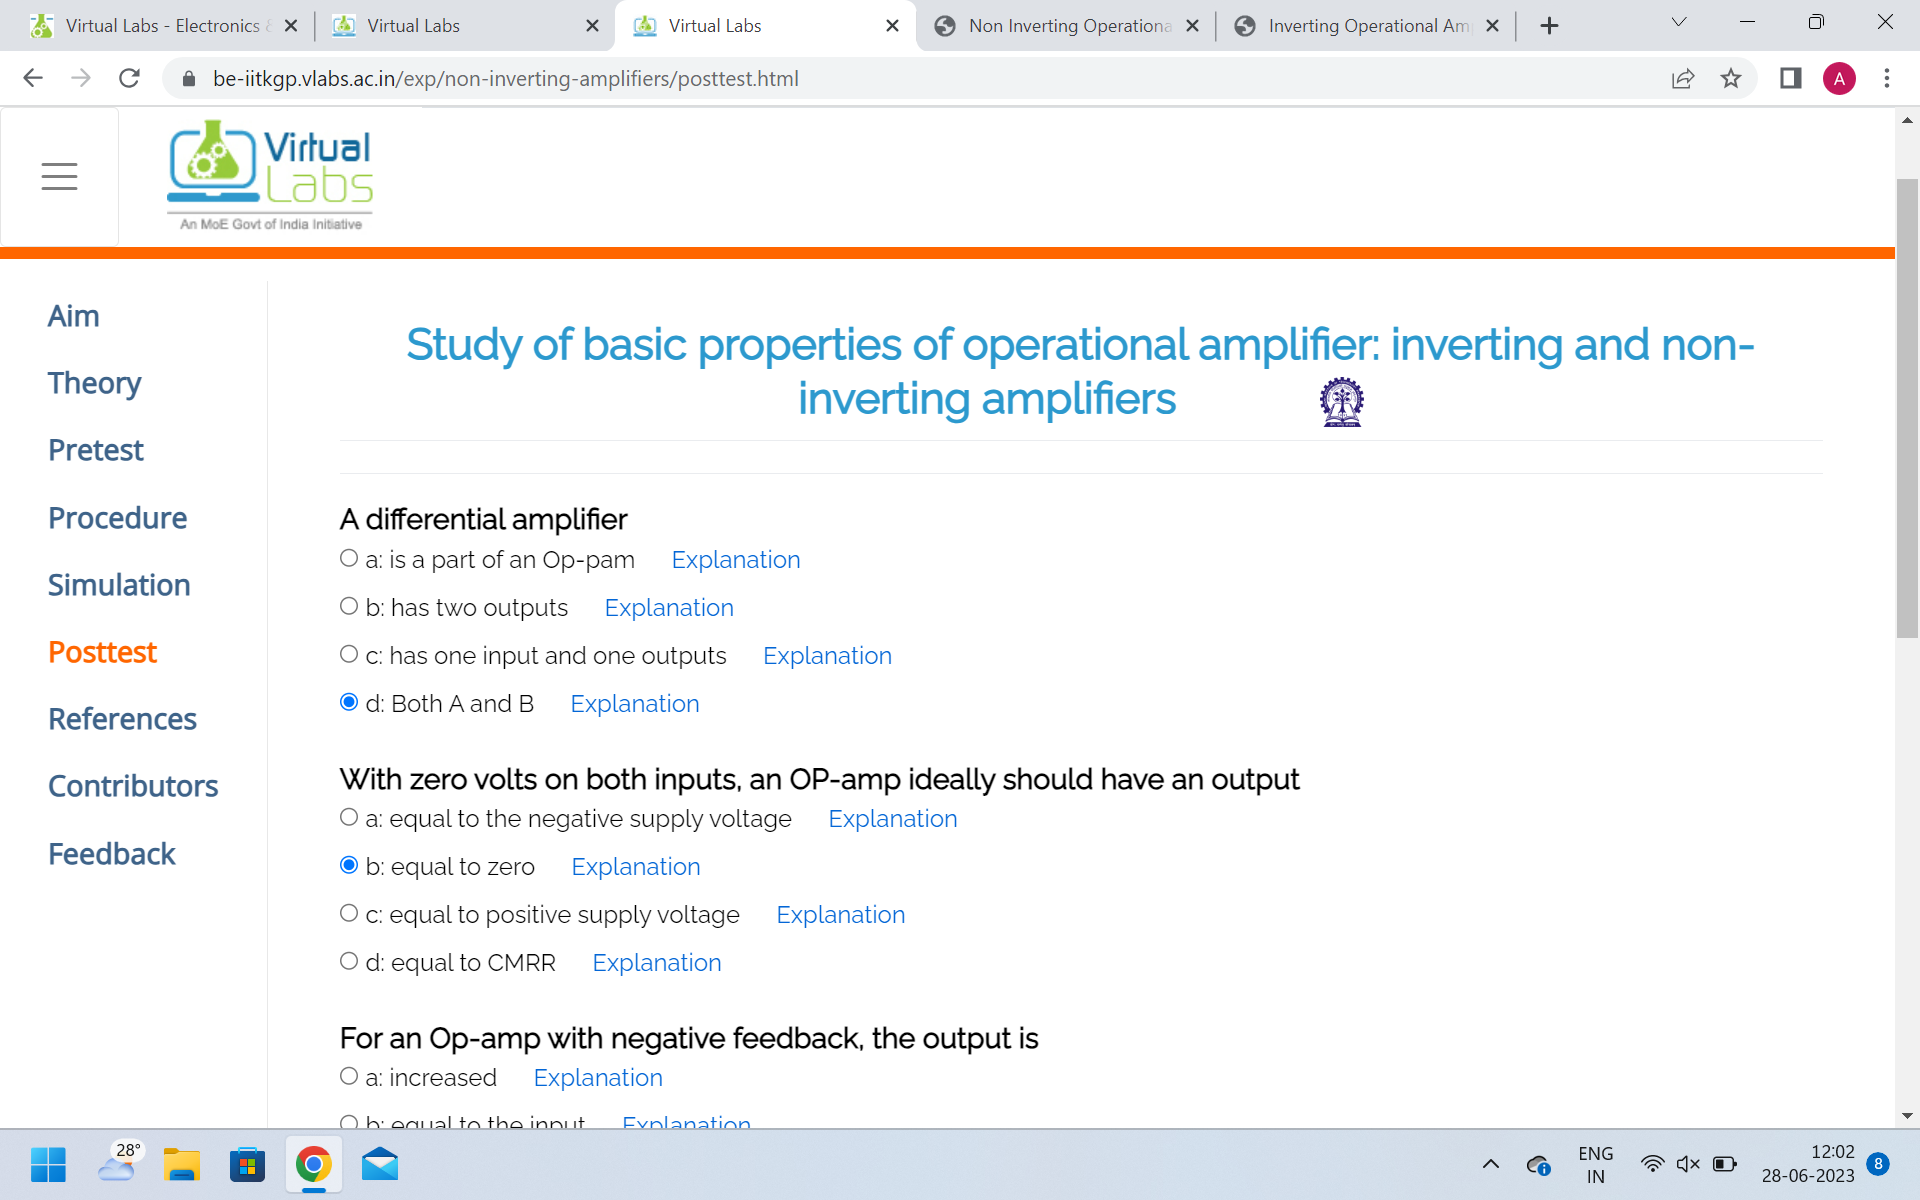 Virtual Labs - Electronics &
Virtual Labs
Virtual Labs
Non Inverting Operationa
Inverting Operational Am
be-iitkgp.vlabs.ac.in/exp/non-inverting-amplifiers/posttest.html
A
Virtual
Labs
An MoE Govt of India Initiative
Aim
Theory
Pretest
Procedure
Simulation
Posttest
References
Contributors
Feedback
Study of basic properties of operational amplifier: inverting and non-
inverting amplifiers
A differential amplifier
a: is a part of an Op-pam Explanation
b: has two outputs Explanation
c: has one input and one outputs Explanation
d: Both A and B Explanation
With zero volts on both inputs, an OP-amp ideally should have an output
a: equal to the negative supply voltage Explanation
b: equal to zero Explanation
c: equal to positive supply voltage Explanation
d: equal to CMRR Explanation
For an Op-amp with negative feedback, the output is
a: increased Explanation
b: equal to the input Explanation
28°
ENG
IN
12:02
28-06-2023
8